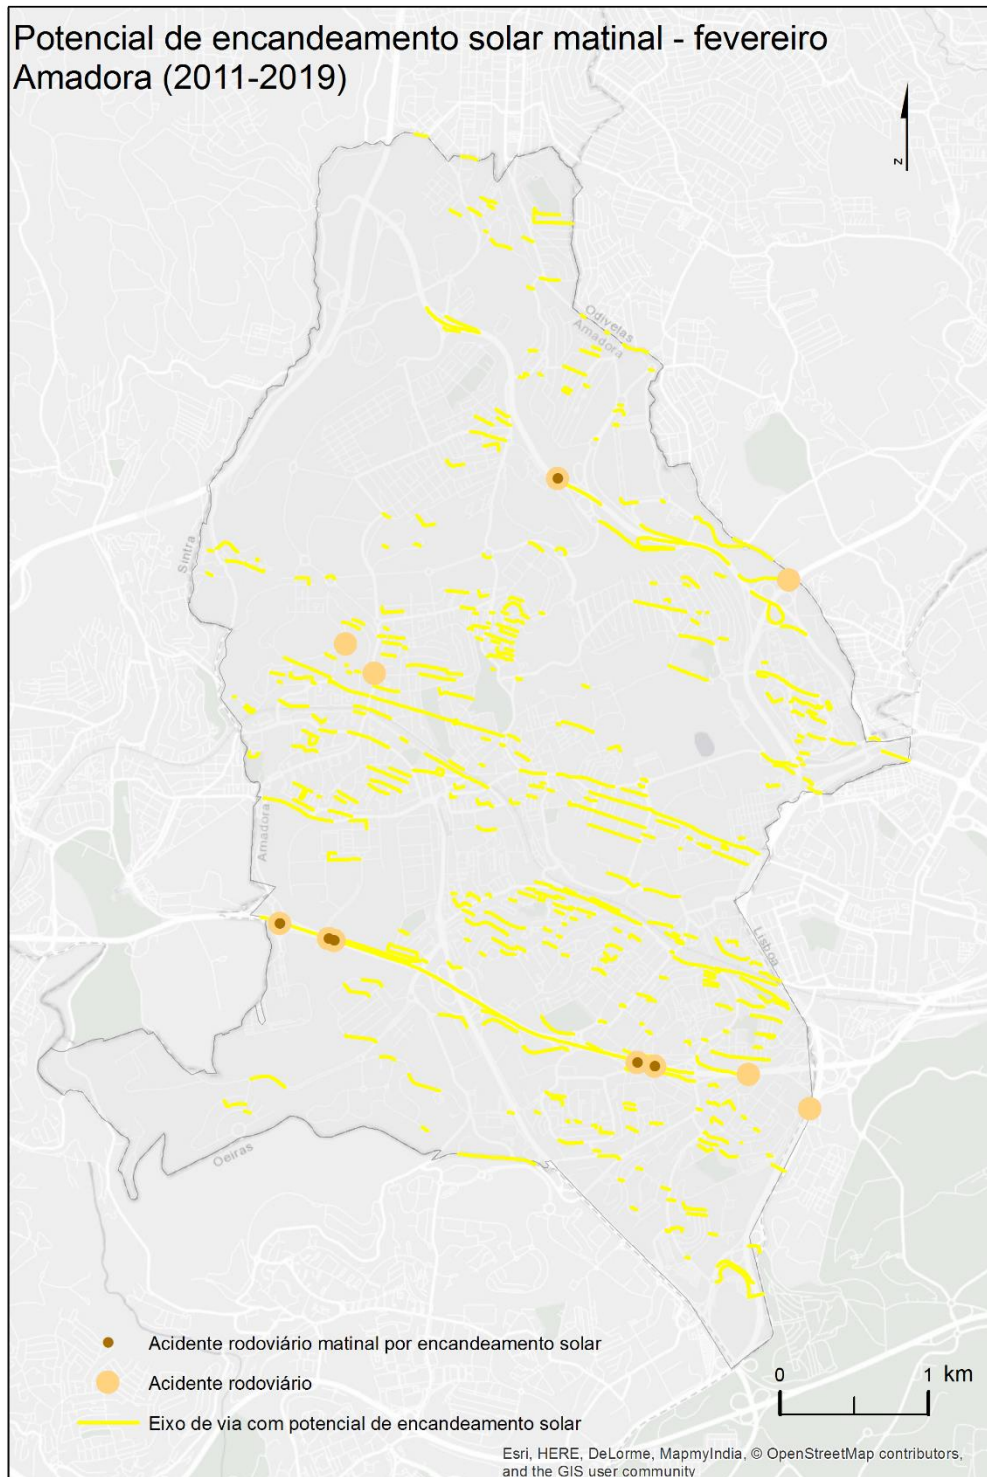 Potencial de encandeamento solar matinal - fevereiro
Amadora (2011-2019)
N
Odivelas
Amadora
Sintra
Amadora
Lisboa
Oeiras
Acidente rodoviário matinal por encandeamento solar
Acidente rodoviário
Eixo de via com potencial de encandeamento solar
0 1 km
Esri, HERE, DeLorme, MapmyIndia, © OpenStreetMap contributors,
and the GIS user community